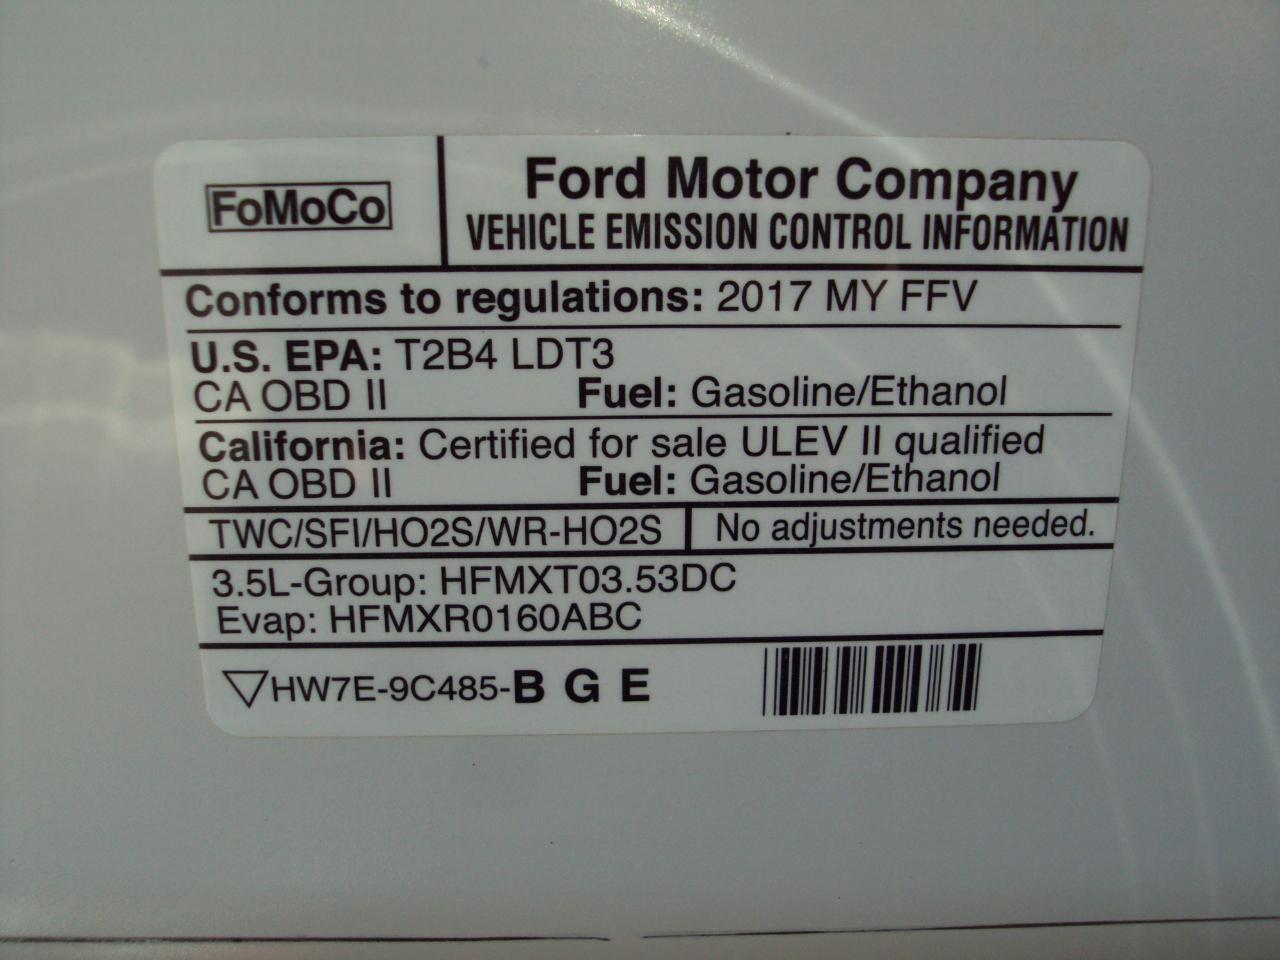 FoMoCo
Ford Motor Company
VEHICLE EMISSION CONTROL INFORMATION
Conforms to regulations: 2017 MY FFV
U.S. EPA: T2B4 LDT3
CA OBD II Fuel: Gasoline/Ethanol
California: Certified for sale ULEV II qualified
CA OBD II Fuel: Gasoline/Ethanol
TWC/SFI/HO2S/WR-HO2S No adjustments needed.
3.5L-Group: HFMXT03.53DC
Evap: HFMXR0160ABC
HW7E-9C485-B G E